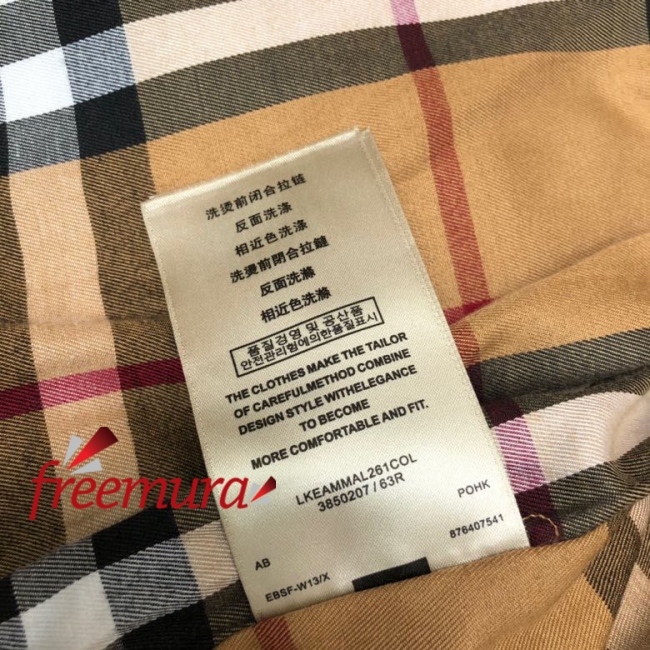 洗烫前闭合拉链
反面洗涤
相近色洗涤
洗燙前閉合拉鏈
反面洗滌
相近色洗滌
품질경영 및 공산품
안전관리험에의한품질표시
THE CLOTHES MAKE THE TAILOR
OF CAREFULMETHOD COMBINE
DESIGN STYLE WITHELEGANCE
TO BECOME
MORE COMFORTABLE AND FIT.
LKEAMMAL261COL
3850207 / 63R
POHK
AB
876407541
EBSF-W13/X
freemura